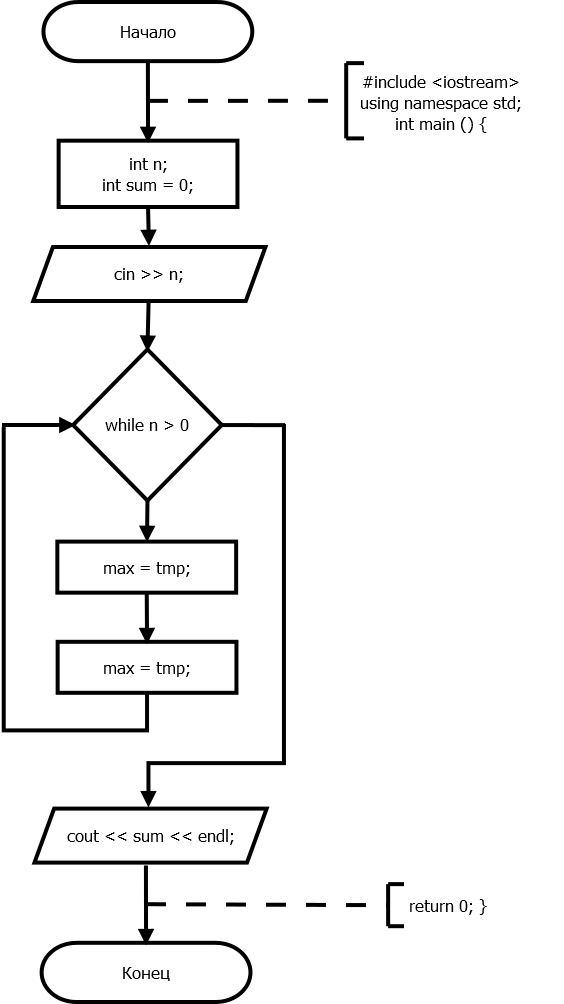 Начало
#include <iostream>
using namespace std;
int main () {
int n;
int sum = 0;
cin >> n;
while n > 0
max = tmp;
max = tmp;
cout << sum << endl;
return 0; }
Конец